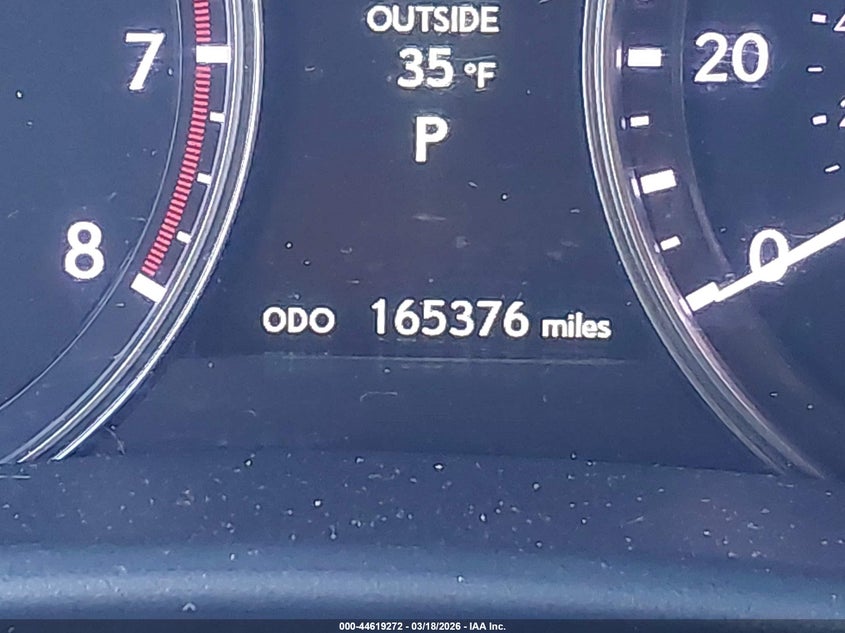 OUTSIDE
35 °F
P
7
8
20
0
ODO 165376 miles
000-44619272 - 03/18/2026 - IAA Inc.